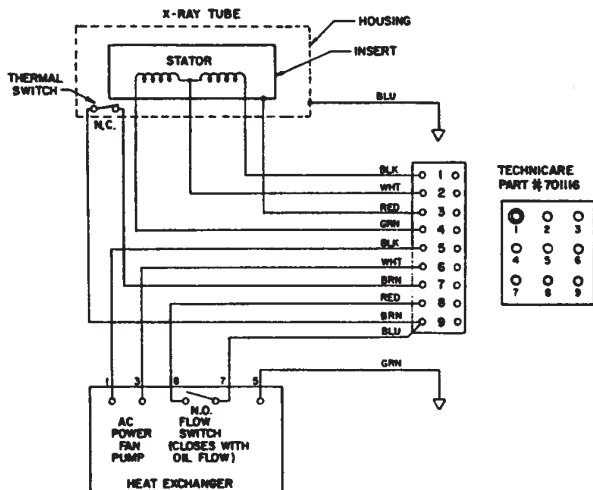 X-RAY TUBE
HOUSING
INSERT
STATOR
THERMAL
SWITCH
N.C.
BLU
BLK 1
WHT 2
RED 3
GRN 4
BLK 5
WHT 6
BRN 7
RED 8
BRN 9
BLU
TECHNICARE
PART # 701116
1 2 3
4 5 6
7 8 9
GRN
1 3 8 7 5
AC
POWER
FAN
PUMP
N.O.
FLOW
SWITCH
(CLOSES WITH
OIL FLOW)
HEAT EXCHANGER